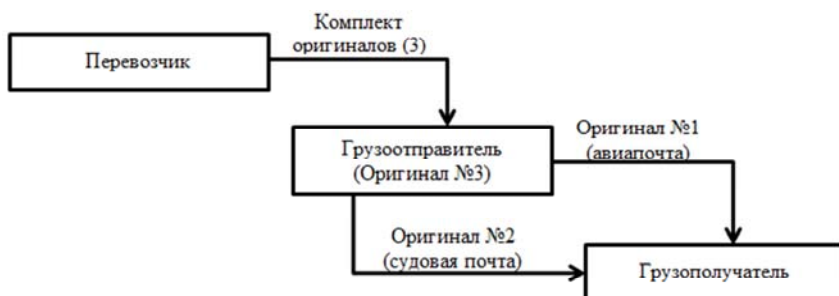 Комплект
оригиналов (3)
Перевозчик
Грузоотправитель
(Оригинал №3)
Оригинал №1
(авиапочта)
Оригинал №2
(судовая почта)
Грузополучатель